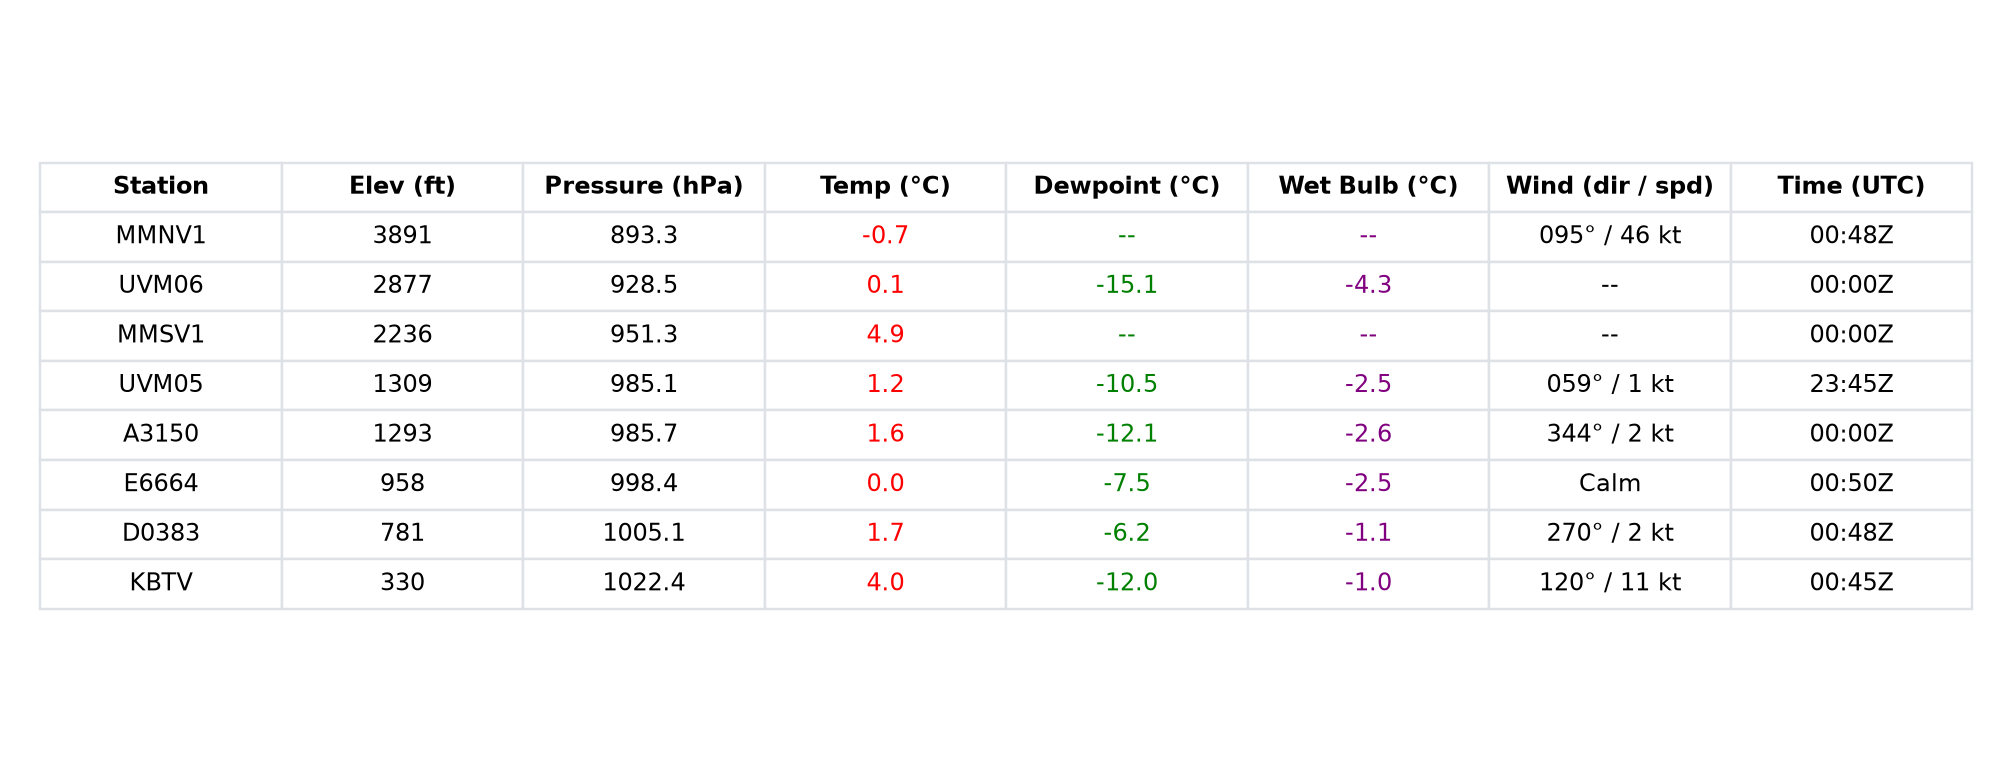 Station Elev (ft) Pressure (hPa) Temp (°C) Dewpoint (°C) Wet Bulb (°C) Wind (dir / spd) Time (UTC)
MMNV1 3891 893.3 -0.7 -- -- 095° / 46 kt 00:48Z
UVM06 2877 928.5 0.1 -15.1 -4.3 -- 00:00Z
MMSV1 2236 951.3 4.9 -- -- -- 00:00Z
UVM05 1309 985.1 1.2 -10.5 -2.5 059° / 1 kt 23:45Z
A3150 1293 985.7 1.6 -12.1 -2.6 344° / 2 kt 00:00Z
E6664 958 998.4 0.0 -7.5 -2.5 Calm 00:50Z
D0383 781 1005.1 1.7 -6.2 -1.1 270° / 2 kt 00:48Z
KBTV 330 1022.4 4.0 -12.0 -1.0 120° / 11 kt 00:45Z